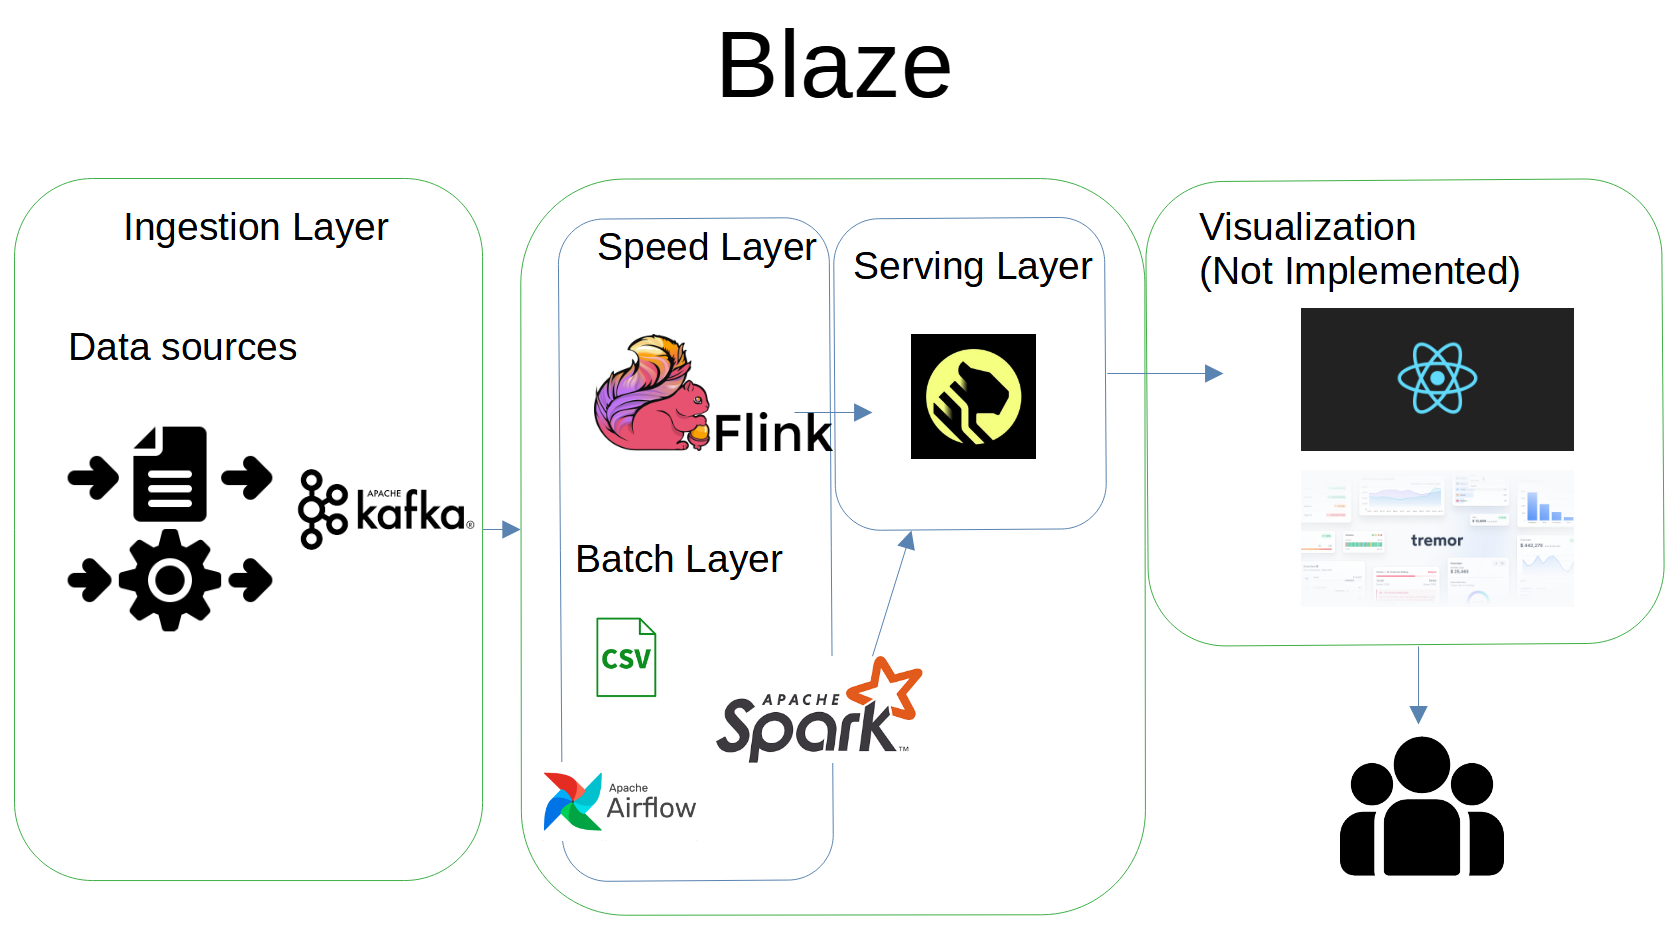 Blaze
Ingestion Layer
Data sources
APACHE
kafka®
Speed Layer
Flink
Serving Layer
Batch Layer
CSV
APACHE
Spark™
Apache
Airflow
Visualization
(Not Implemented)
tremor